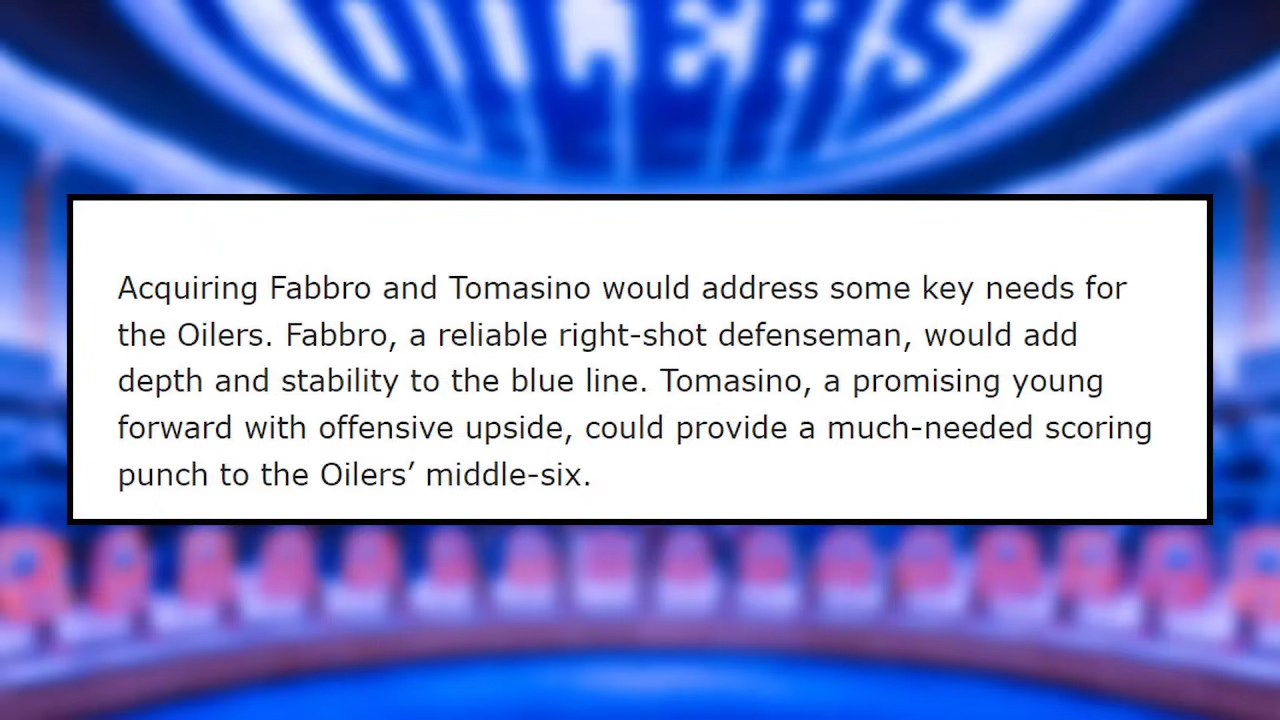 OILERS
Acquiring Fabbro and Tomasino would address some key needs for
the Oilers. Fabbro, a reliable right-shot defenseman, would add
depth and stability to the blue line. Tomasino, a promising young
forward with offensive upside, could provide a much-needed scoring
punch to the Oilers’ middle-six.